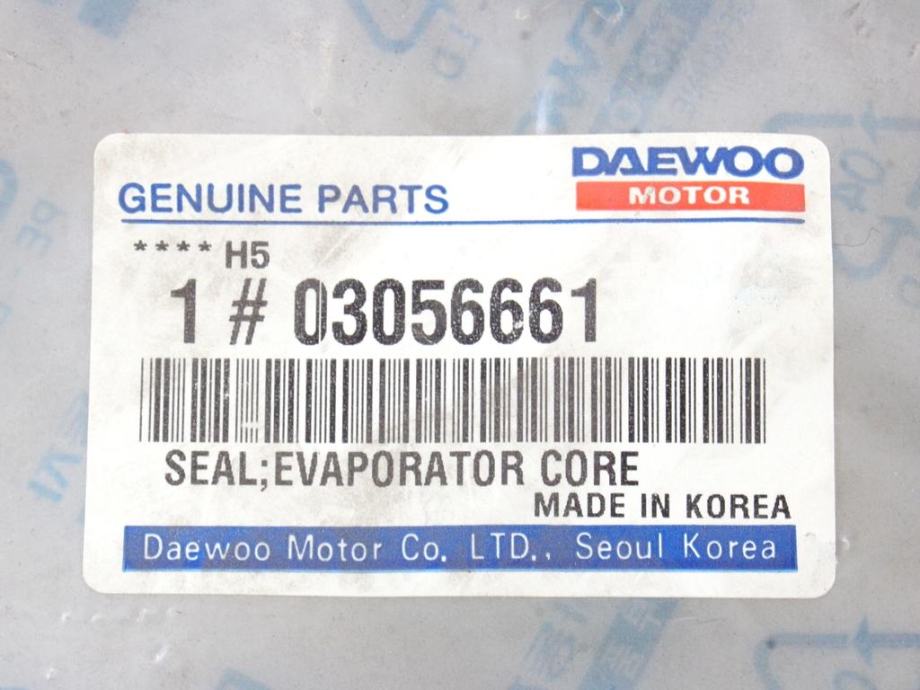 DAEWOO
MOTOR
GENUINE PARTS
**** H5
1 # 03056661
SEAL;EVAPORATOR CORE
MADE IN KOREA
Daewoo Motor Co. LTD., Seoul Korea